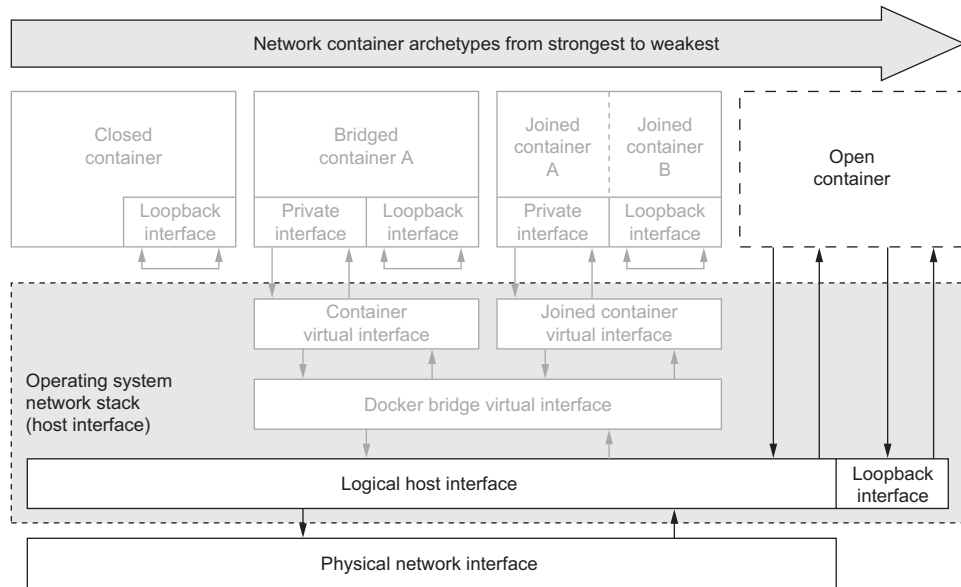 Network container archetypes from strongest to weakest
Closed
container
Loopback
interface
Bridged
container A
Private
interface
Loopback
interface
Joined
container
A
Joined
container
B
Private
interface
Loopback
interface
Open
container
Container
virtual interface
Joined container
virtual interface
Operating system
network stack
(host interface)
Docker bridge virtual interface
Logical host interface
Loopback
interface
Physical network interface